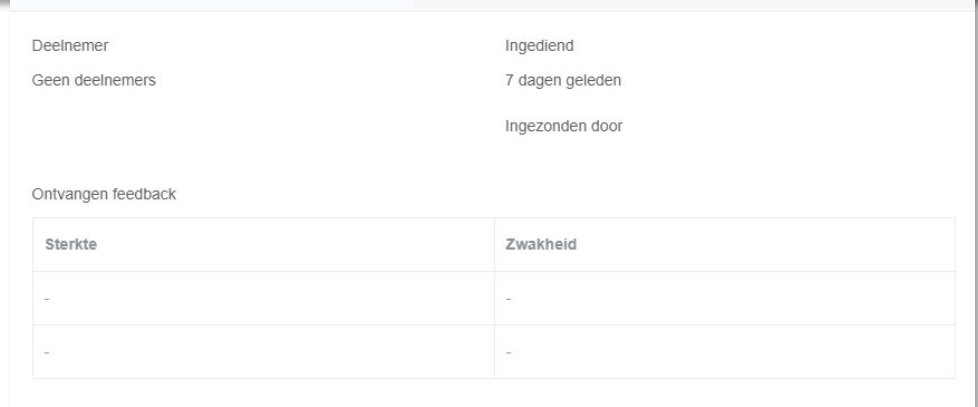 Deelnemer
Ingediend
Geen deelnemers
7 dagen geleden
Ingezonden door
Ontvangen feedback
Sterkte
Zwakheid
-
-
-
-